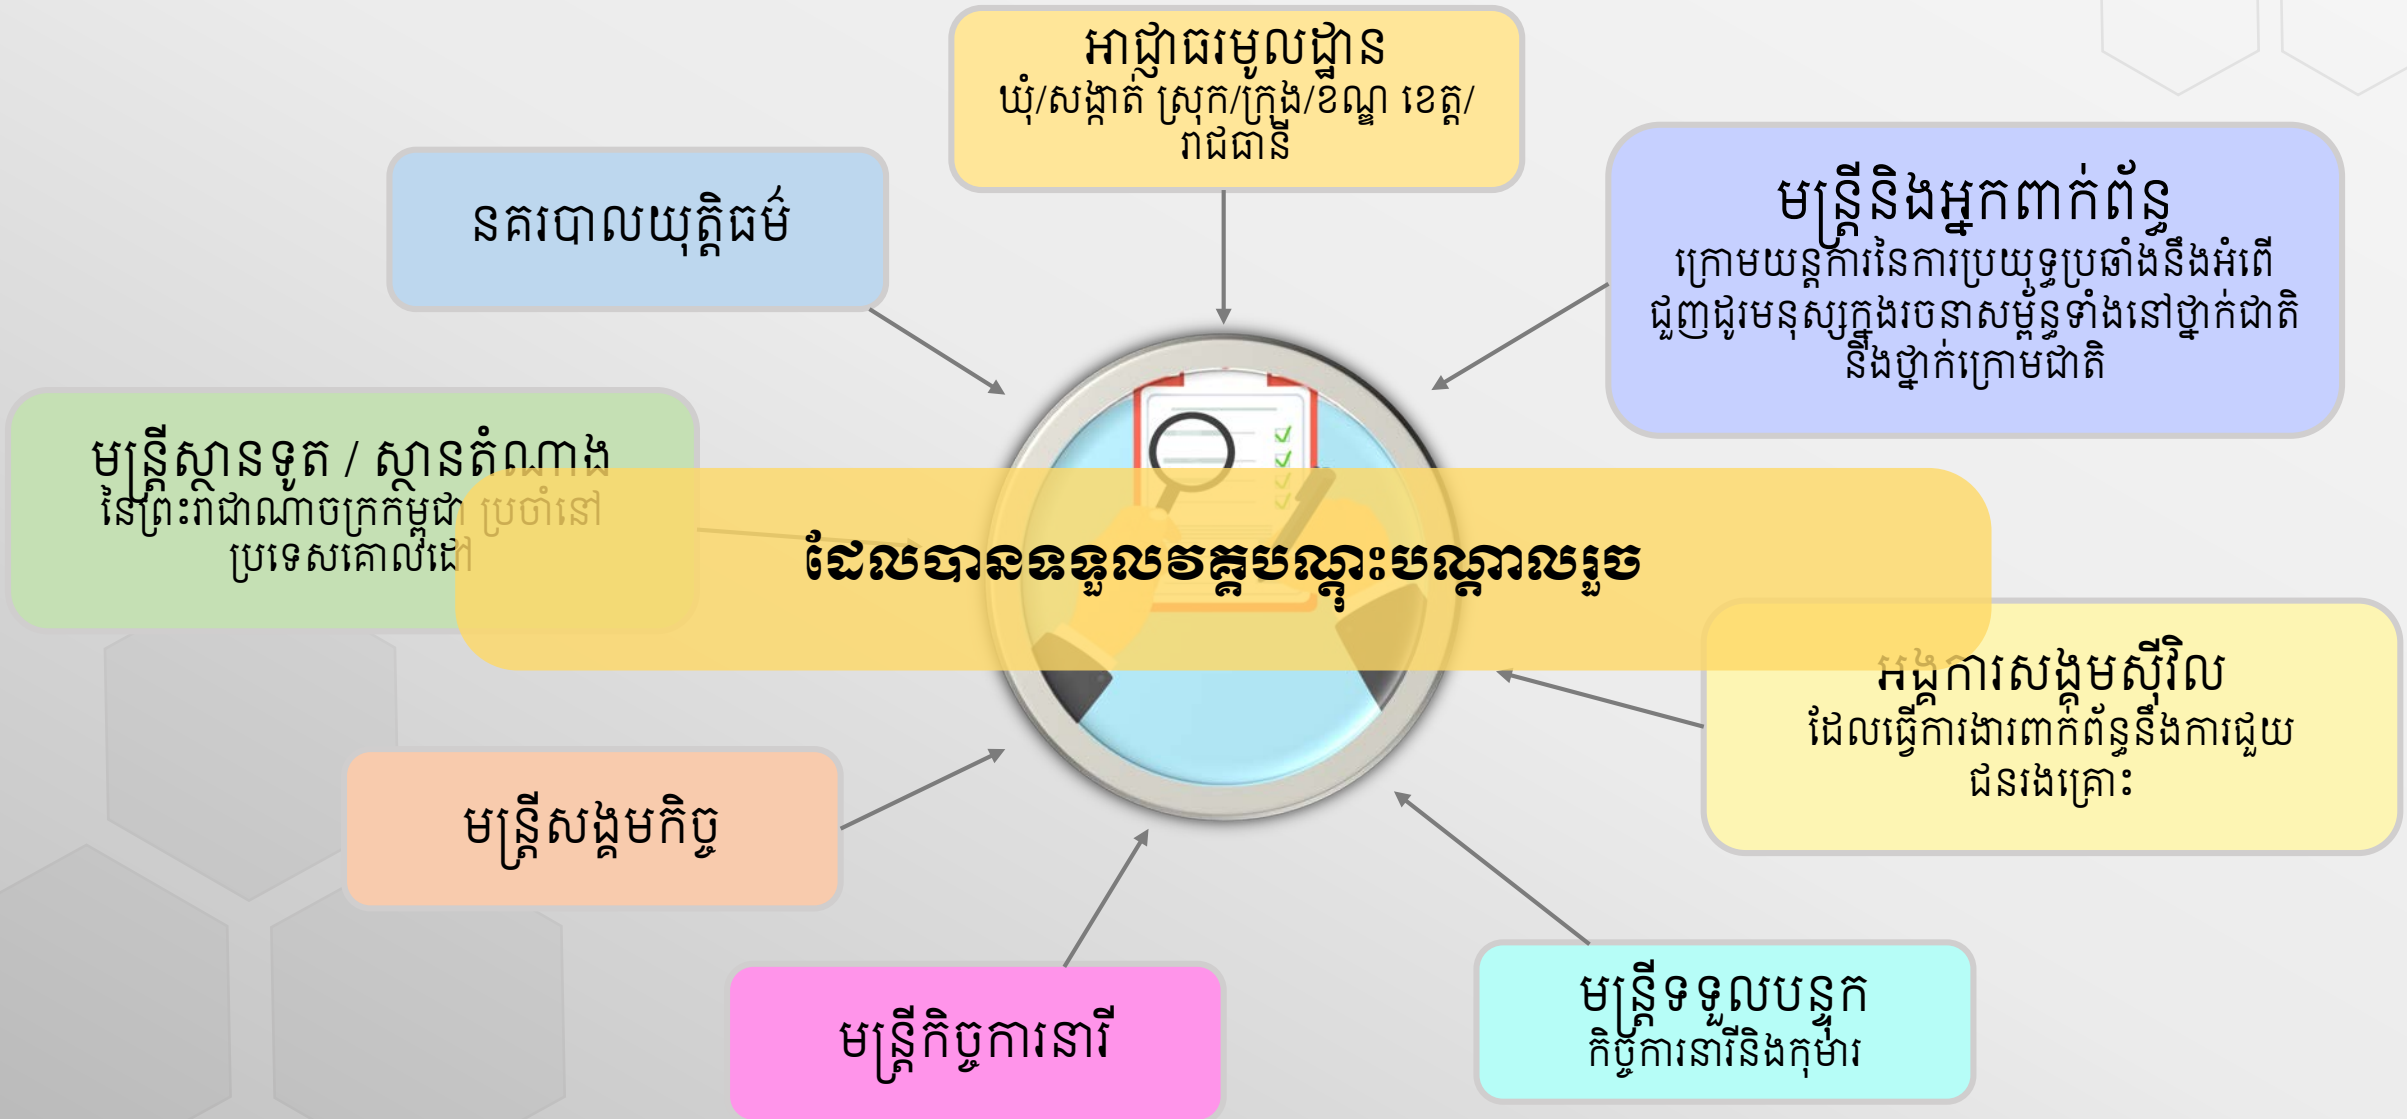 អាជ្ញាធរមូលដ្ឋាន
ឃុំ/សង្កាត់ ស្រុក/ក្រុង/ខណ្ឌ ខេត្ត/
រាជធានី
នគរបាលយុត្តិធម៌
មន្ត្រីនិងអ្នកពាក់ព័ន្ធ
ក្រោមយន្តការនៃការប្រយុទ្ធប្រឆាំងនឹងអំពើ
ជួញដូរមនុស្សក្នុងរចនាសម្ព័ន្ធទាំងនៅថ្នាក់ជាតិ
និងថ្នាក់ក្រោមជាតិ
មន្ត្រីស្ថានទូត / ស្ថានតំណាង
នៃព្រះរាជាណាចក្រកម្ពុជា ប្រចាំនៅ
ប្រទេសគោលដៅ
ដែលបានទទួលវគ្គបណ្តុះបណ្តាលរួច
អង្គការសង្គមស៊ីវិល
ដែលធ្វើការងារពាក់ព័ន្ធនឹងការជួយ
ជនរងគ្រោះ
មន្ត្រីសង្គមកិច្ច
មន្ត្រីកិច្ចការនារី
មន្ត្រីទទួលបន្ទុក
កិច្ចការនារីនិងកុមារ